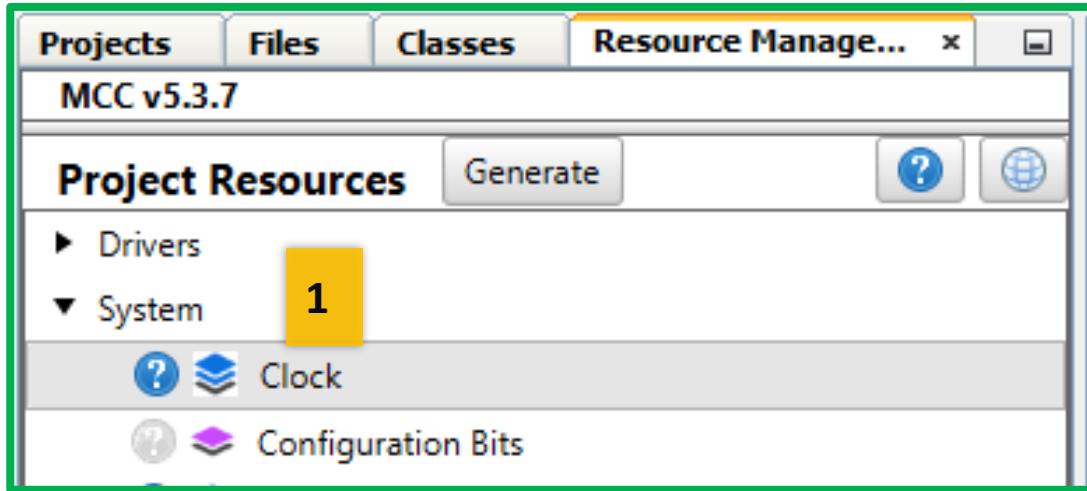 Projects Files Classes Resource Manage... ×
MCC v5.3.7
Project Resources Generate ?
Drivers
System 1
? Clock
? Configuration Bits